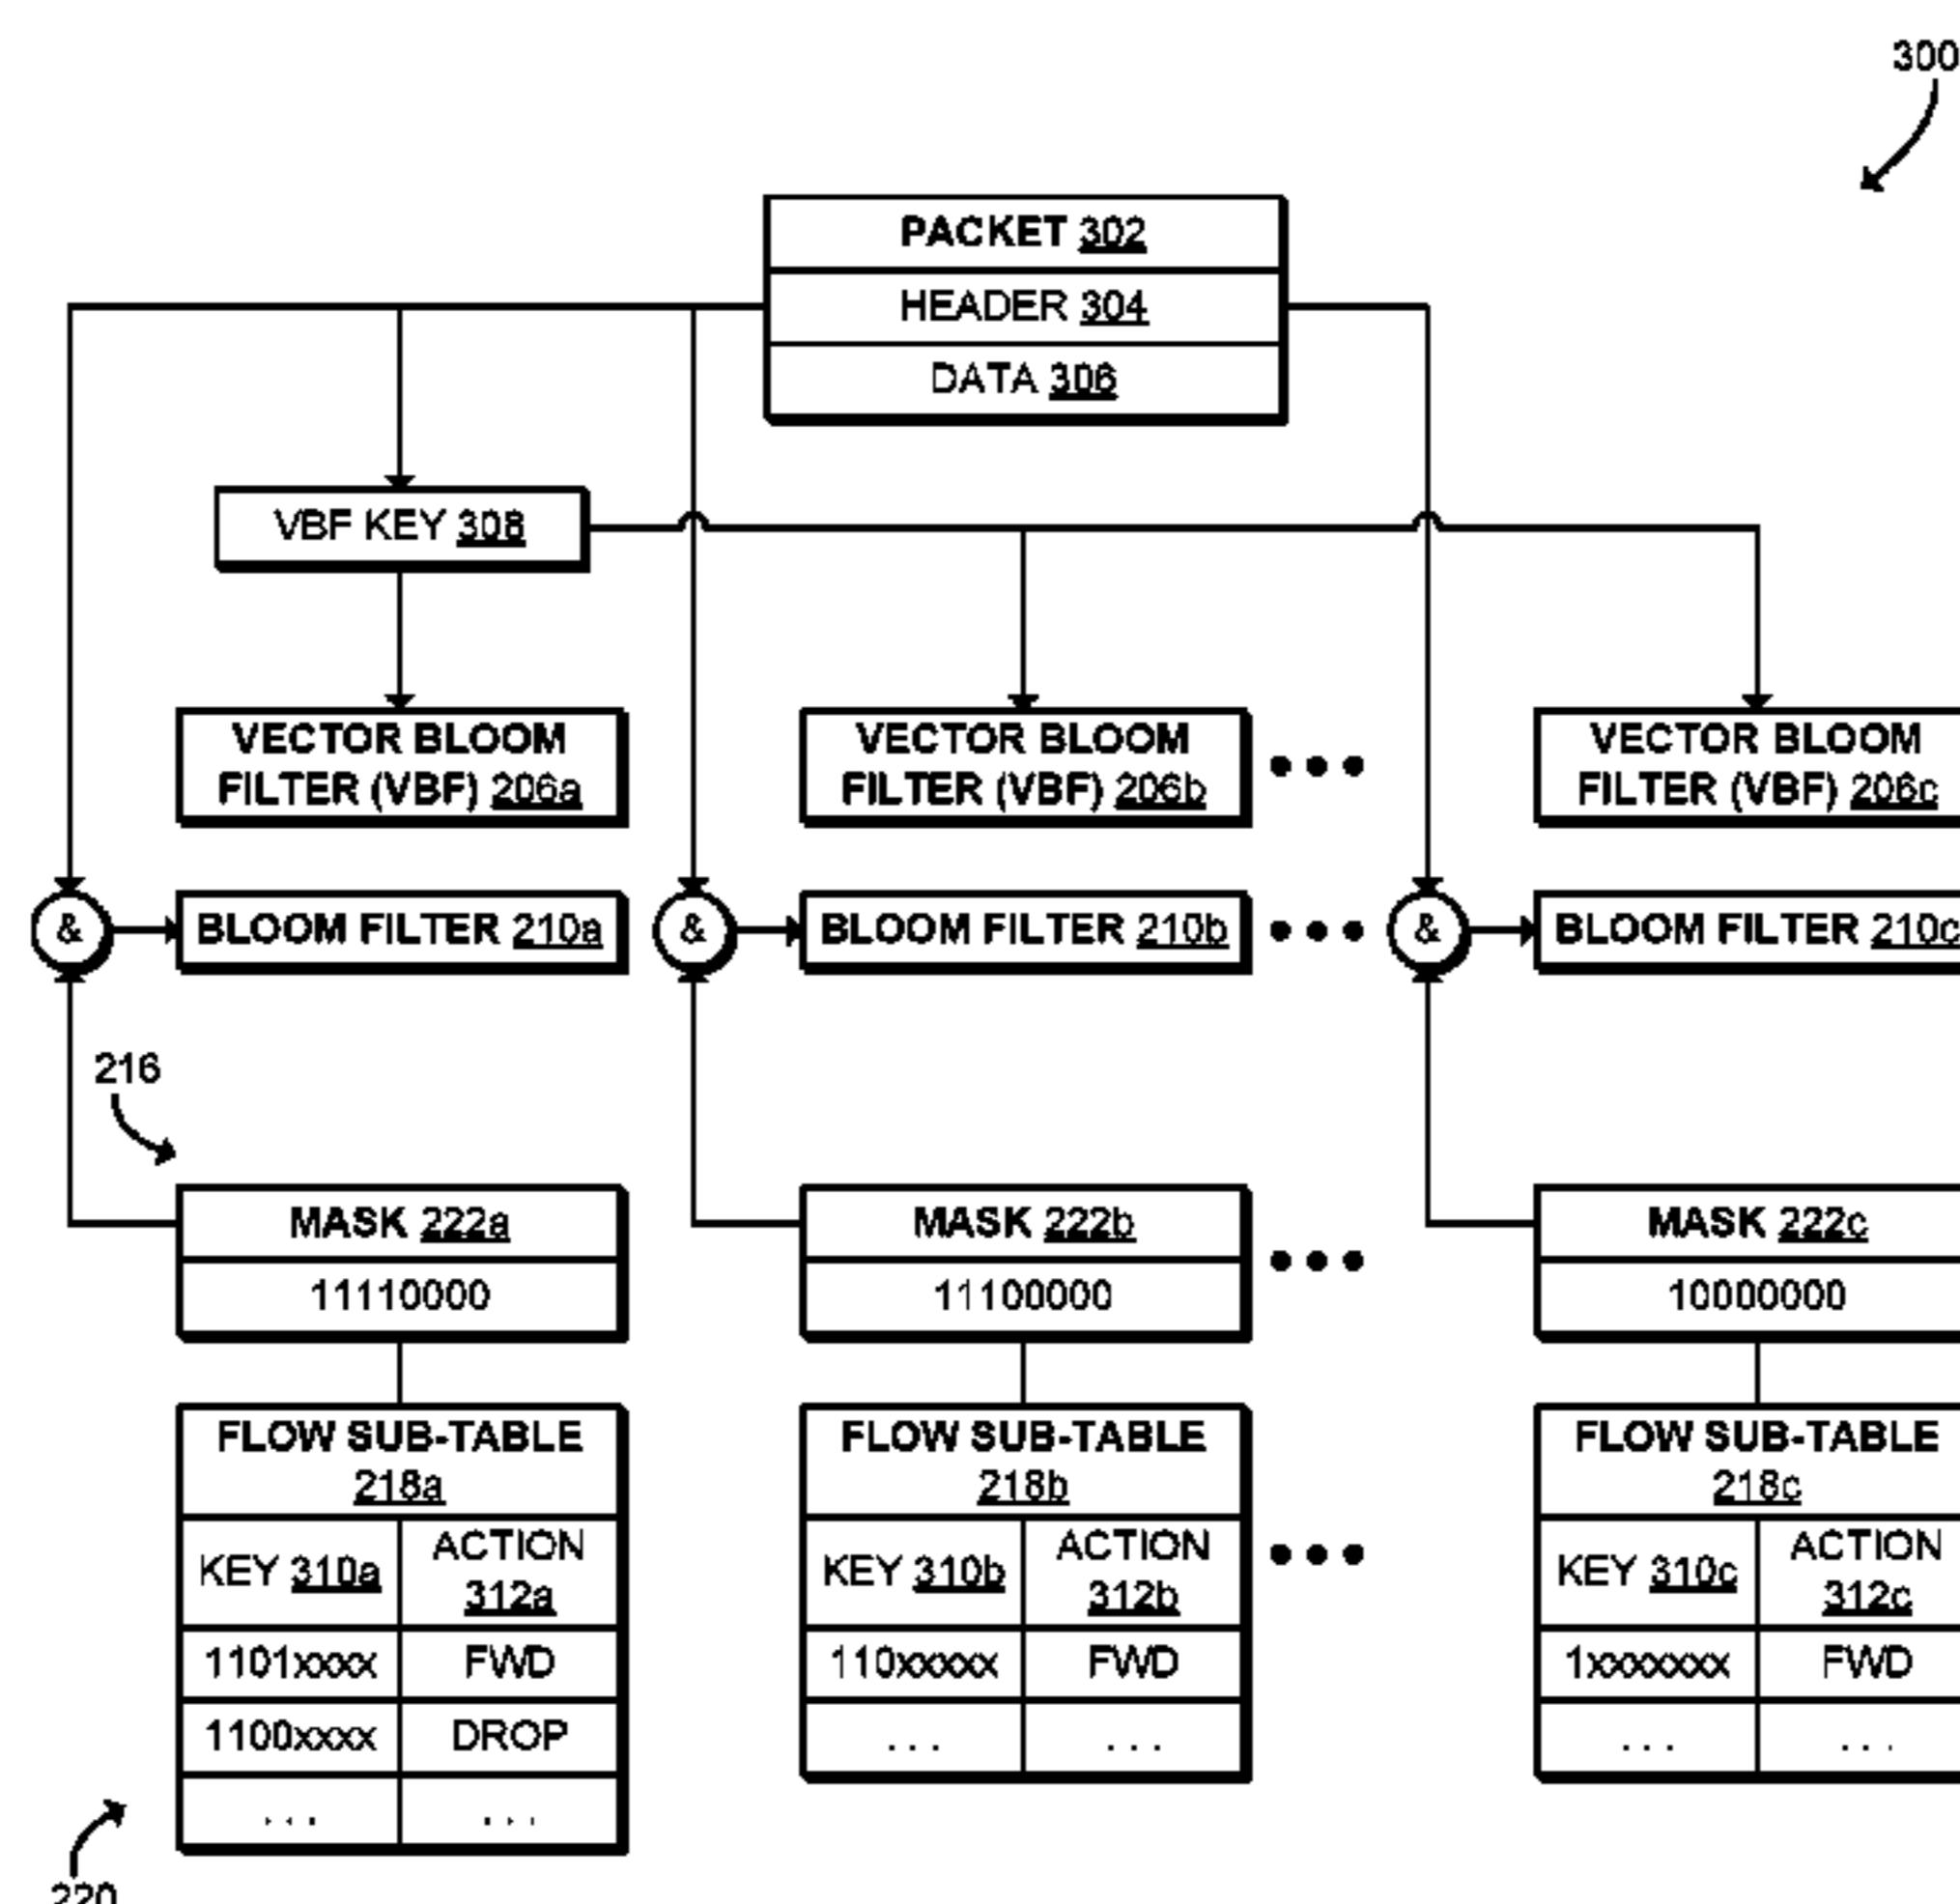 300
PACKET 302
HEADER 304
DATA 306
VBF KEY 308
VECTOR BLOOM
FILTER (VBF) 206a
VECTOR BLOOM
FILTER (VBF) 206b
VECTOR BLOOM
FILTER (VBF) 206c
&
BLOOM FILTER 210a
&
BLOOM FILTER 210b
&
BLOOM FILTER 210c
216
MASK 222a
11110000
MASK 222b
11100000
MASK 222c
10000000
FLOW SUB-TABLE
218a
KEY 310a
ACTION
312a
1101xxxx
FWD
1100xxxx
DROP
. . .
. . .
FLOW SUB-TABLE
218b
KEY 310b
ACTION
312b
110xxxxx
FWD
. . .
. . .
FLOW SUB-TABLE
218c
KEY 310c
ACTION
312c
1xxxxxxx
FWD
. . .
. . .
220